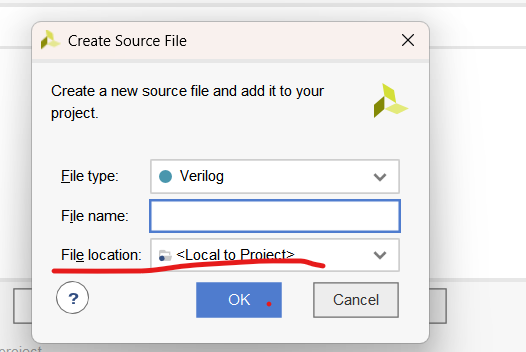 Create Source File
Create a new source file and add it to your
project.
File type:
Verilog
File name:
File location:
<Local to Project>
?
OK
Cancel
project